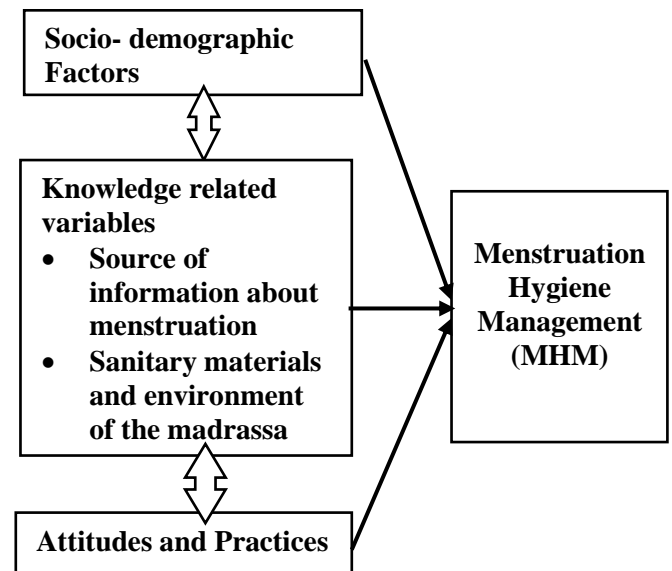 Socio- demographic
Factors
Knowledge related
variables
• Source of
information about
menstruation
• Sanitary materials
and environment
of the madrassa
Attitudes and Practices
Menstruation
Hygiene
Management
(MHM)